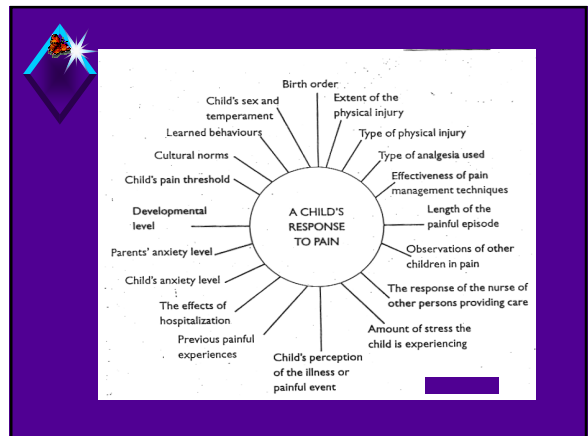 Birth order
Extent of the
physical injury
Type of physical injury
Type of analgesia used
Effectiveness of pain
management techniques
Length of the
painful episode
Observations of other
children in pain
The response of the nurse of
other persons providing care
Amount of stress the
child is experiencing
Child's perception
of the illness or
painful event
Previous painful
experiences
The effects of
hospitalization
Child's anxiety level
Parents' anxiety level
Developmental
level
Child's pain threshold
Cultural norms
Learned behaviours
Child's sex and
temperament
A CHILD'S
RESPONSE
TO PAIN